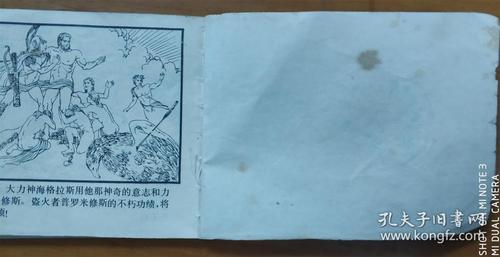 大力神海格拉斯用他那神奇的意志和力
修斯。盗火者普罗米修斯的不朽功绩，将
颂!
孔夫子旧书网
www.kongfz.com
SHOT ON MI NOTE 3
MI DUAL CAMERA